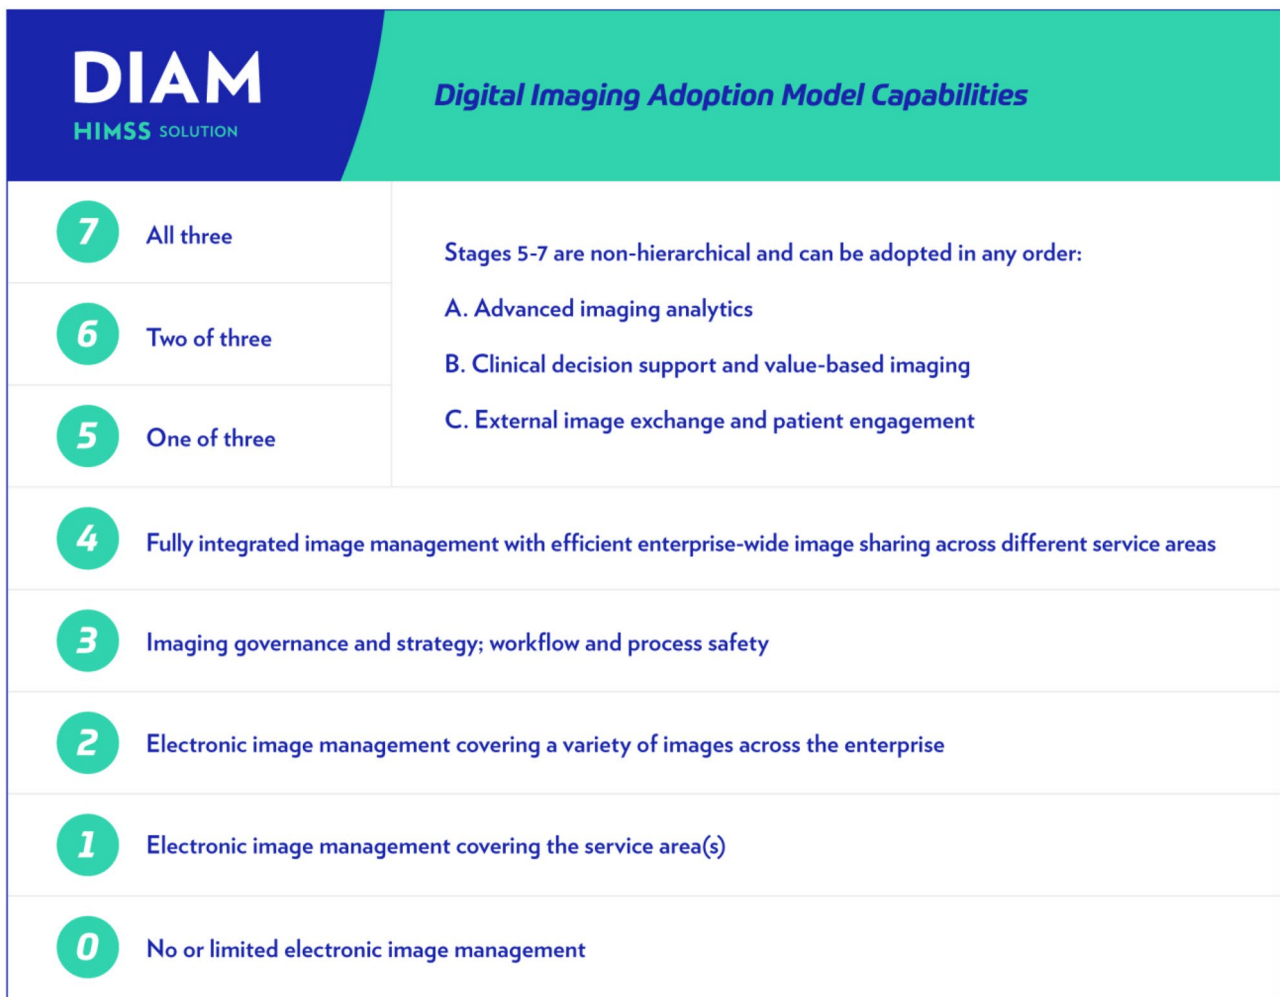 DIAM
HIMSS SOLUTION
Digital Imaging Adoption Model Capabilities
7
All three
6
Two of three
5
One of three
Stages 5-7 are non-hierarchical and can be adopted in any order:
A. Advanced imaging analytics
B. Clinical decision support and value-based imaging
C. External image exchange and patient engagement
4
Fully integrated image management with efficient enterprise-wide image sharing across different service areas
3
Imaging governance and strategy; workflow and process safety
2
Electronic image management covering a variety of images across the enterprise
1
Electronic image management covering the service area(s)
0
No or limited electronic image management